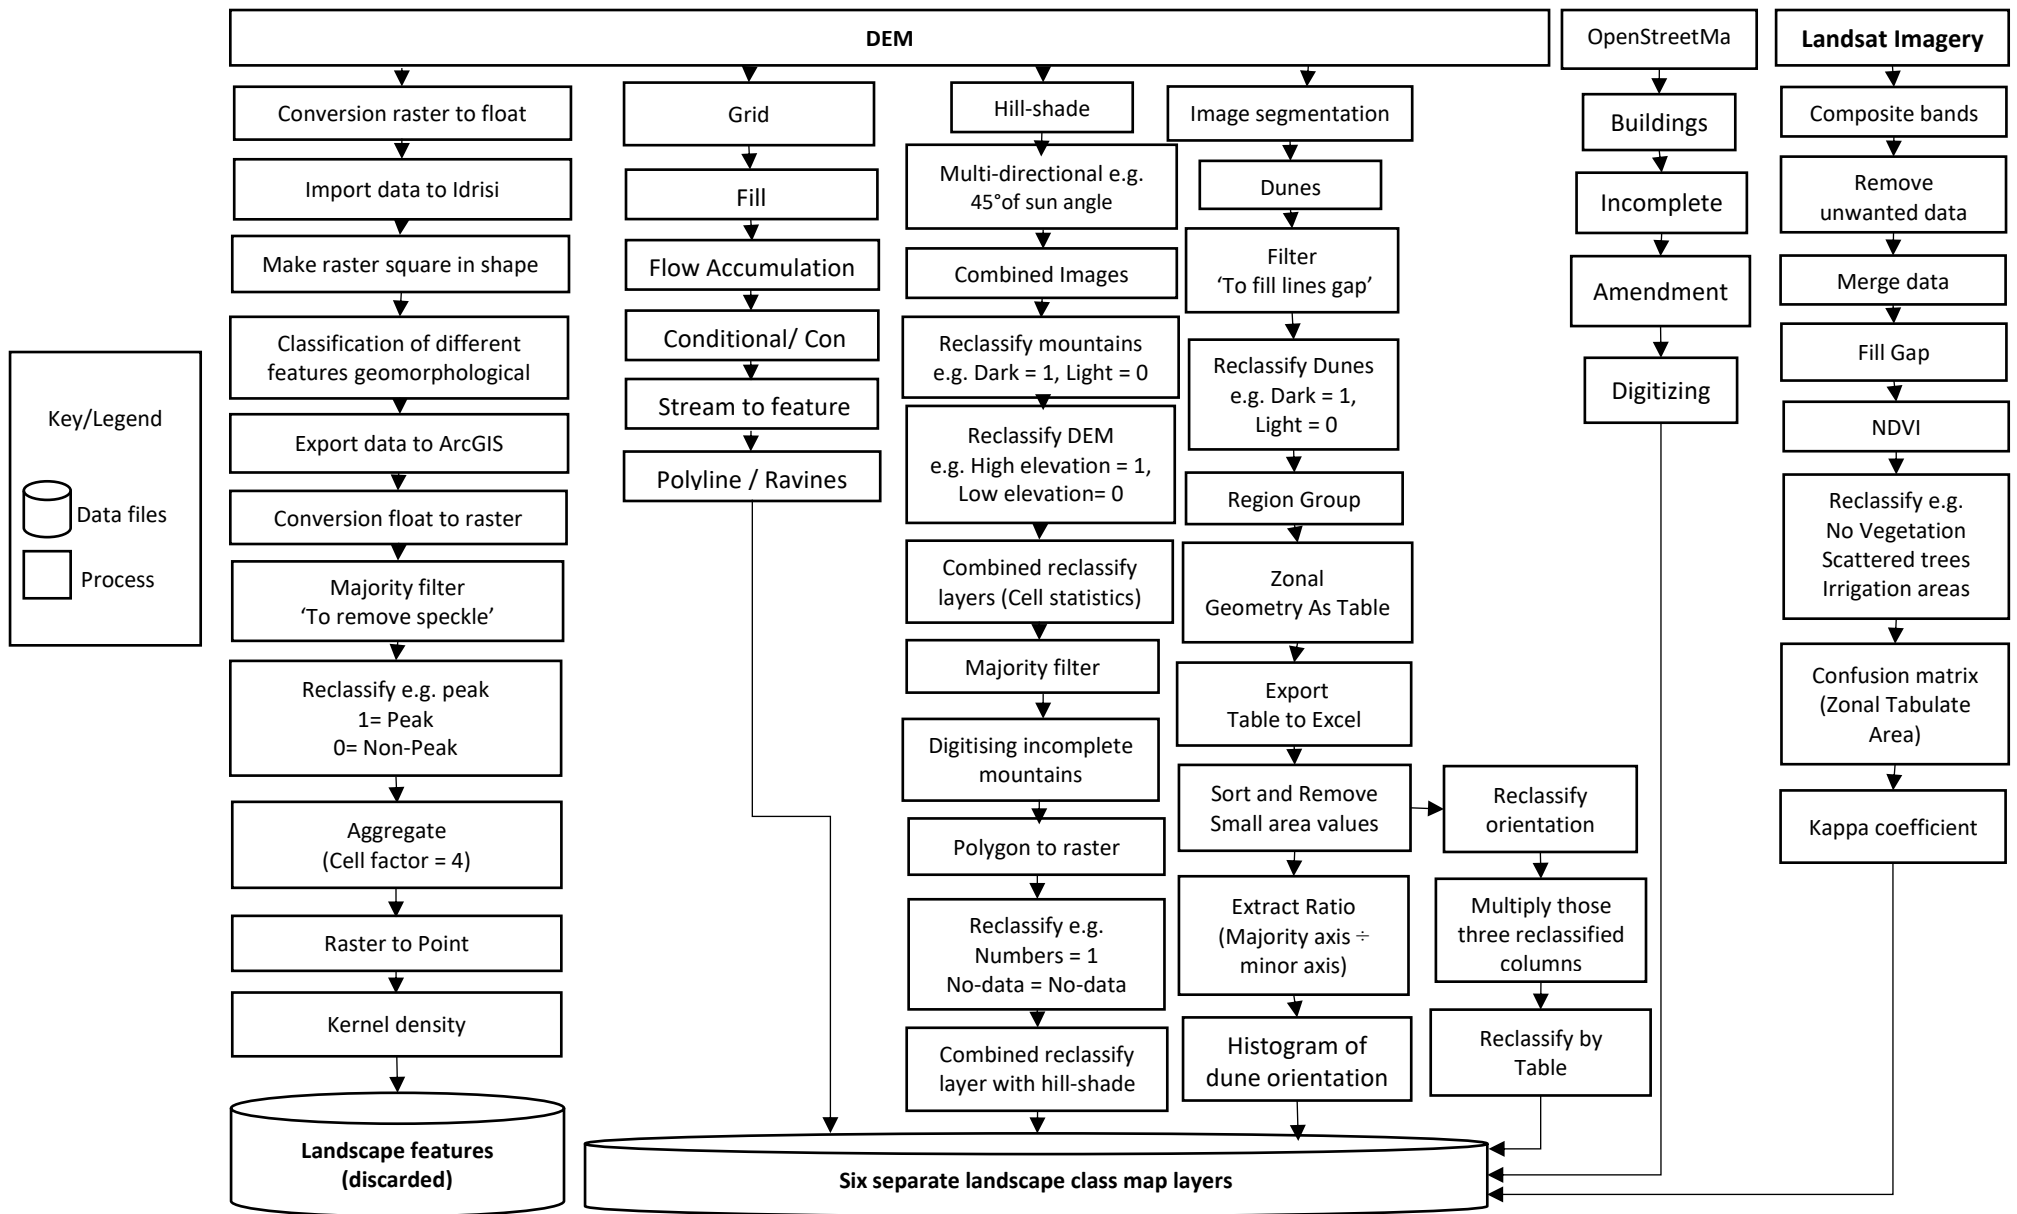 DEM
OpenStreetMa
Landsat Imagery
Conversion raster to float
Import data to Idrisi
Make raster square in shape
Classification of different
features geomorphological
Export data to ArcGIS
Conversion float to raster
Majority filter
‘To remove speckle’
Reclassify e.g. peak
1= Peak
0= Non-Peak
Aggregate
(Cell factor = 4)
Raster to Point
Kernel density
Landscape features
(discarded)
Grid
Fill
Flow Accumulation
Conditional/ Con
Stream to feature
Polyline / Ravines
Hill-shade
Multi-directional e.g.
45°of sun angle
Combined Images
Reclassify mountains
e.g. Dark = 1, Light = 0
Reclassify DEM
e.g. High elevation = 1,
Low elevation= 0
Combined reclassify
layers (Cell statistics)
Majority filter
Digitising incomplete
mountains
Polygon to raster
Reclassify e.g.
Numbers = 1
No-data = No-data
Combined reclassify
layer with hill-shade
Image segmentation
Dunes
Filter
‘To fill lines gap’
Reclassify Dunes
e.g. Dark = 1,
Light = 0
Region Group
Zonal
Geometry As Table
Export
Table to Excel
Sort and Remove
Small area values
Extract Ratio
(Majority axis ÷
minor axis)
Histogram of
dune orientation
Reclassify
orientation
Multiply those
three reclassified
columns
Reclassify by
Table
Buildings
Incomplete
Amendment
Digitizing
Composite bands
Remove
unwanted data
Merge data
Fill Gap
NDVI
Reclassify e.g.
No Vegetation
Scattered trees
Irrigation areas
Confusion matrix
(Zonal Tabulate
Area)
Kappa coefficient
Six separate landscape class map layers
Key/Legend
Data files
Process